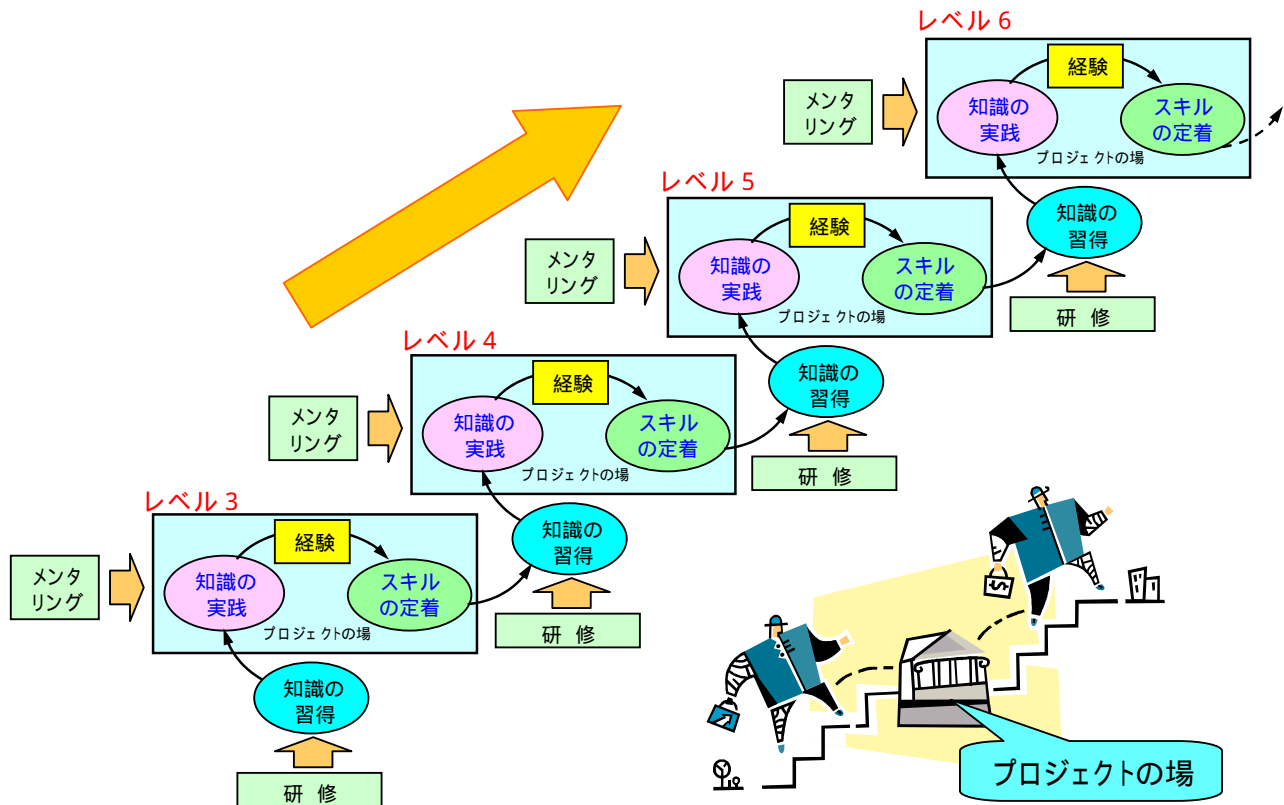 レベル 6
経験
メンタ
リング
知識の
実践
スキル
の定着
プロジェクトの場
レベル 5
知識の
習得
研 修
経験
メンタ
リング
知識の
実践
スキル
の定着
プロジェクトの場
レベル 4
知識の
習得
研 修
経験
メンタ
リング
知識の
実践
スキル
の定着
プロジェクトの場
レベル 3
知識の
習得
研 修
経験
メンタ
リング
知識の
実践
スキル
の定着
プロジェクトの場
知識の
習得
研 修
プロジェクトの場